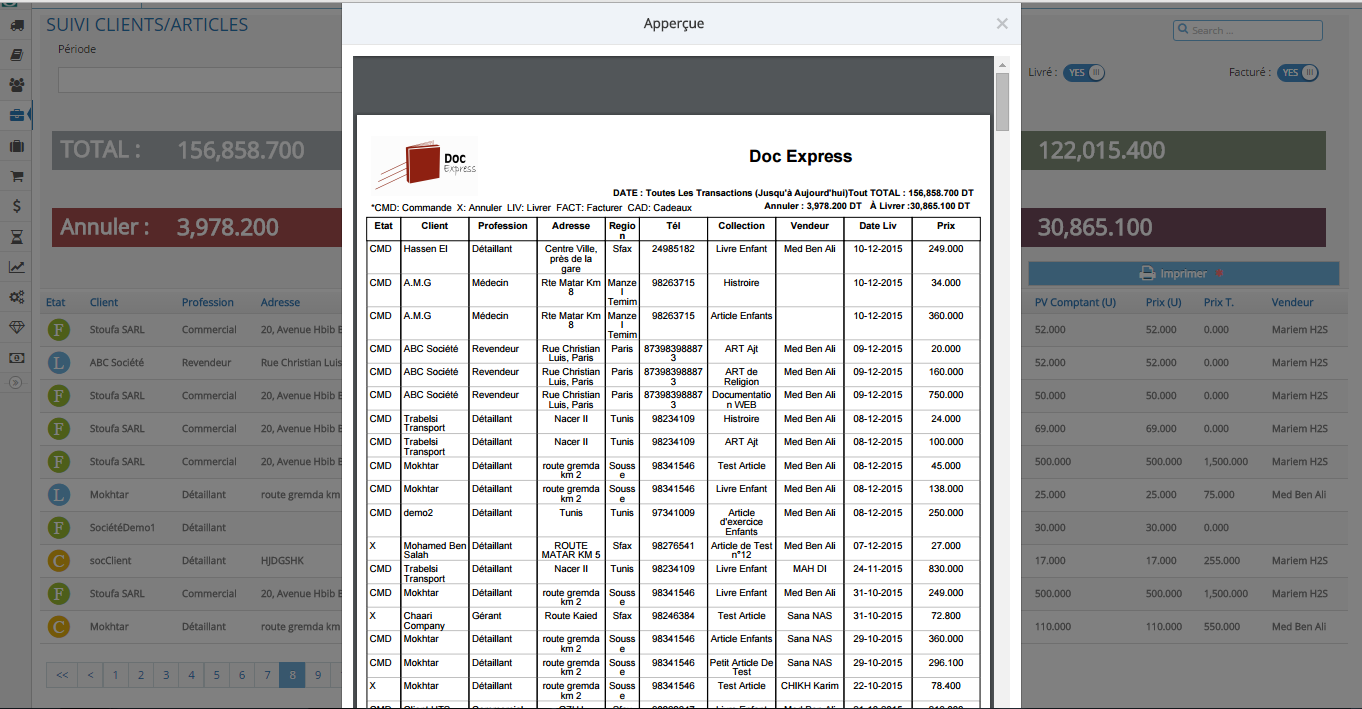 Apperçue
×
SUIVI CLIENTS/ARTICLES
Search ...
Période
Livré : YES
Facturé : YES
TOTAL : 156,858.700
122,015.400
Annuler : 3,978.200
30,865.100
Imprimer
Doc Express
Doc Express
DATE : Toutes Les Transactions (Jusqu'à Aujourd'hui)Tout TOTAL : 156,858.700 DT
*CMD: Commande X: Annuler LIV: Livrer FACT: Facturer CAD: Cadeaux
Annuler : 3,978.200 DT À Livrer :30,865.100 DT
Etat Client Profession Adresse Region Tél Collection Vendeur Date Liv Prix
CMD Hassen El Détaillant Centre Ville, près de la gare Sfax 24985182 Livre Enfant Med Ben Ali 10-12-2015 249.000
CMD A.M.G Médecin Rte Matar Km 8 Manzel Temim 98263715 Histroire 10-12-2015 34.000
CMD A.M.G Médecin Rte Matar Km 8 Manzel Temim 98263715 Article Enfants 10-12-2015 360.000
CMD ABC Société Revendeur Rue Christian Luis, Paris Paris 873983988873 ART Ajt Med Ben Ali 09-12-2015 20.000
CMD ABC Société Revendeur Rue Christian Luis, Paris Paris 873983988873 ART de Religion Med Ben Ali 09-12-2015 160.000
CMD ABC Société Revendeur Rue Christian Luis, Paris Paris 873983988873 Documentation WEB Med Ben Ali 09-12-2015 750.000
CMD Trabelsi Transport Détaillant Nacer II Tunis 98234109 Histroire Med Ben Ali 08-12-2015 24.000
CMD Trabelsi Transport Détaillant Nacer II Tunis 98234109 ART Ajt Med Ben Ali 08-12-2015 100.000
CMD Mokhtar Détaillant route gremda km 2 Sousse 98341546 Test Article Med Ben Ali 08-12-2015 45.000
CMD Mokhtar Détaillant route gremda km 2 Sousse 98341546 Livre Enfant Med Ben Ali 08-12-2015 138.000
CMD demo2 Détaillant Tunis Tunis 97341009 Article d'exercice Enfants Med Ben Ali 08-12-2015 250.000
X Mohamed Ben Salah Détaillant ROUTE MATAR KM 5 Sfax 98276541 Article de Test n°12 Med Ben Ali 07-12-2015 27.000
CMD Trabelsi Transport Détaillant Nacer II Tunis 98234109 Livre Enfant MAH DI 24-11-2015 830.000
CMD Mokhtar Détaillant route gremda km 2 Sousse 98341546 Livre Enfant Med Ben Ali 31-10-2015 249.000
X Chaari Company Gérant Route Kaied Sfax 98246384 Test Article Sana NAS 31-10-2015 72.800
CMD Mokhtar Détaillant route gremda km 2 Sousse 98341546 Article Enfants Sana NAS 29-10-2015 360.000
CMD Mokhtar Détaillant route gremda km 2 Sousse 98341546 Petit Article De Test Sana NAS 29-10-2015 296.100
X Mokhtar Détaillant route gremda km 2 Sousse 98341546 Test Article CHIKH Karim 22-10-2015 78.400
Etat Client Profession Adresse PV Comptant (U) Prix (U) Prix T. Vendeur
F Stoufa SARL Commercial 20, Avenue Hbib 52.000 52.000 0.000 Mariem H2S
L ABC Société Revendeur Rue Christian Luis 52.000 52.000 0.000 Mariem H2S
F Stoufa SARL Commercial 20, Avenue Hbib 50.000 50.000 0.000 Mariem H2S
F Stoufa SARL Commercial 20, Avenue Hbib 69.000 69.000 0.000 Mariem H2S
F Stoufa SARL Commercial 20, Avenue Hbib 500.000 500.000 1,500.000 Mariem H2S
L Mokhtar Détaillant route gremda km 25.000 25.000 75.000 Med Ben Ali
F SociétéDemo1 Détaillant 30.000 30.000 0.000
C socClient Détaillant HJDGSHK 17.000 17.000 255.000 Mariem H2S
F Stoufa SARL Commercial 20, Avenue Hbib 500.000 500.000 1,500.000 Mariem H2S
C Mokhtar Détaillant route gremda km 110.000 110.000 550.000 Med Ben Ali
<< < 1 2 3 4 5 6 7 8 9